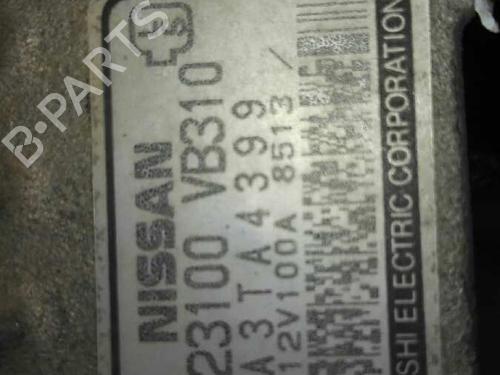 NISSAN
23100 VB310
A3TA4399
12V100A 8513
SHI ELECTRIC CORPORATION
B-PARTS